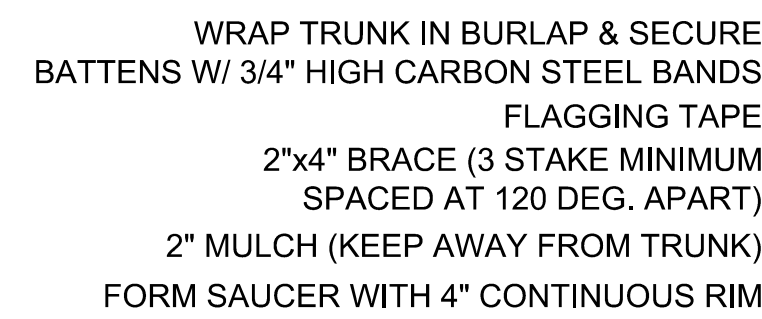 WRAP TRUNK IN BURLAP & SECURE
BATTENS W/ 3/4" HIGH CARBON STEEL BANDS
FLAGGING TAPE
2"x4" BRACE (3 STAKE MINIMUM
SPACED AT 120 DEG. APART)
2" MULCH (KEEP AWAY FROM TRUNK)
FORM SAUCER WITH 4" CONTINUOUS RIM